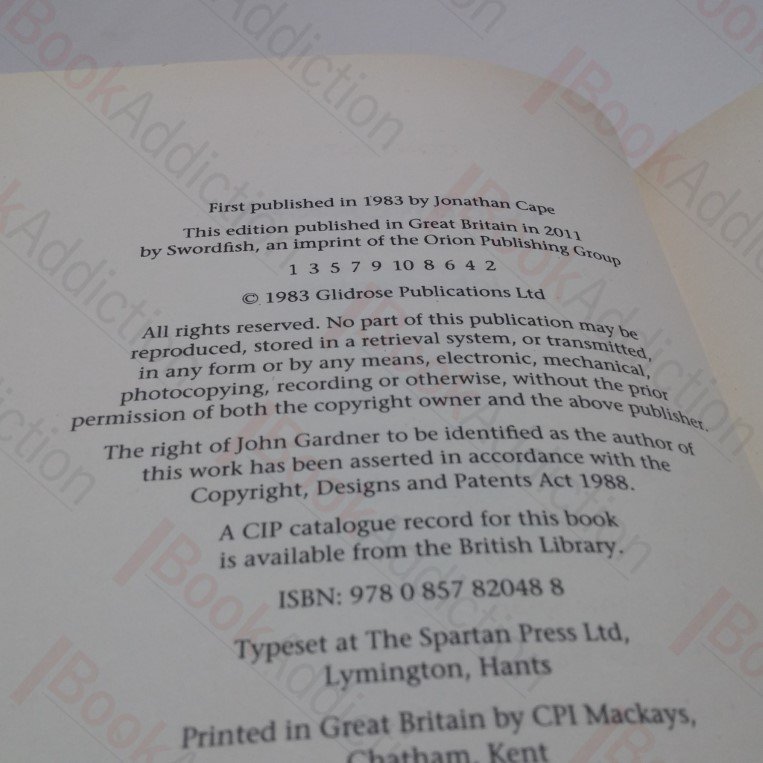 First published in 1983 by Jonathan Cape
This edition published in Great Britain in 2011
by Swordfish, an imprint of the Orion Publishing Group
1 3 5 7 9 10 8 6 4 2
© 1983 Glidrose Publications Ltd
All rights reserved. No part of this publication may be
reproduced, stored in a retrieval system, or transmitted,
in any form or by any means, electronic, mechanical,
photocopying, recording or otherwise, without the prior
permission of both the copyright owner and the above publisher.
The right of John Gardner to be identified as the author of
this work has been asserted in accordance with the
Copyright, Designs and Patents Act 1988.
A CIP catalogue record for this book
is available from the British Library.
ISBN: 978 0 857 82048 8
Typeset at The Spartan Press Ltd,
Lymington, Hants
Printed in Great Britain by CPI Mackays,
Chatham, Kent
BookAddiction